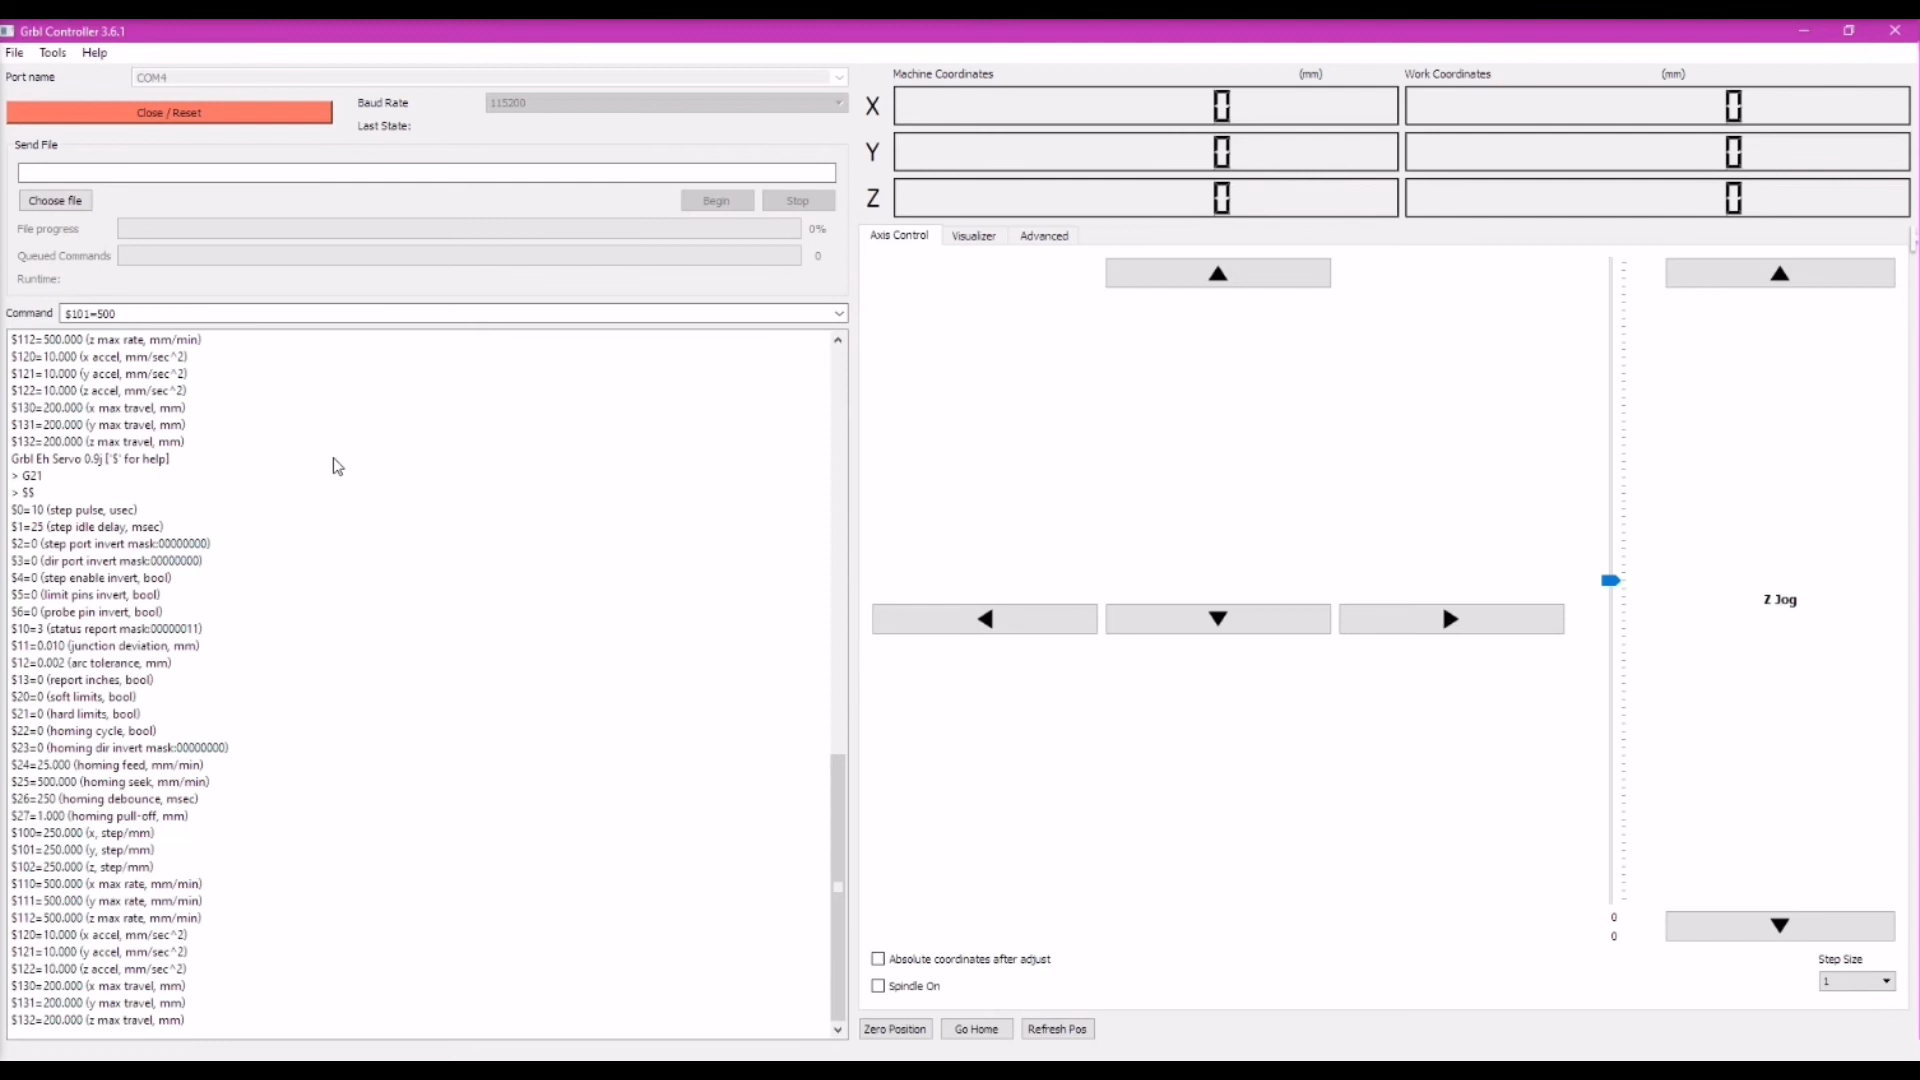 Grbl Controller 3.6.1
File Tools Help
Port name COM4
Close / Reset
Baud Rate 115200
Last State:
Send File
Choose file Begin Stop
File progress 0%
Queued Commands 0
Runtime:
Command $101=500
$112=500.000 (z max rate, mm/min)
$120=10.000 (x accel, mm/sec^2)
$121=10.000 (y accel, mm/sec^2)
$122=10.000 (z accel, mm/sec^2)
$130=200.000 (x max travel, mm)
$131=200.000 (y max travel, mm)
$132=200.000 (z max travel, mm)
Grbl Eh Servo 0.9j ['$' for help]
> G21
> $$
$0=10 (step pulse, usec)
$1=25 (step idle delay, msec)
$2=0 (step port invert mask:00000000)
$3=0 (dir port invert mask:00000000)
$4=0 (step enable invert, bool)
$5=0 (limit pins invert, bool)
$6=0 (probe pin invert, bool)
$10=3 (status report mask:00000011)
$11=0.010 (junction deviation, mm)
$12=0.002 (arc tolerance, mm)
$13=0 (report inches, bool)
$20=0 (soft limits, bool)
$21=0 (hard limits, bool)
$22=0 (homing cycle, bool)
$23=0 (homing dir invert mask:00000000)
$24=25.000 (homing feed, mm/min)
$25=500.000 (homing seek, mm/min)
$26=250 (homing debounce, msec)
$27=1.000 (homing pull-off, mm)
$100=250.000 (x, step/mm)
$101=250.000 (y, step/mm)
$102=250.000 (z, step/mm)
$110=500.000 (x max rate, mm/min)
$111=500.000 (y max rate, mm/min)
$112=500.000 (z max rate, mm/min)
$120=10.000 (x accel, mm/sec^2)
$121=10.000 (y accel, mm/sec^2)
$122=10.000 (z accel, mm/sec^2)
$130=200.000 (x max travel, mm)
$131=200.000 (y max travel, mm)
$132=200.000 (z max travel, mm)
Machine Coordinates (mm) Work Coordinates (mm)
X 0 0
Y 0 0
Z 0 0
Axis Control Visualizer Advanced
Z Jog
0
0
Absolute coordinates after adjust
Spindle On
Step Size
1
Zero Position Go Home Refresh Pos